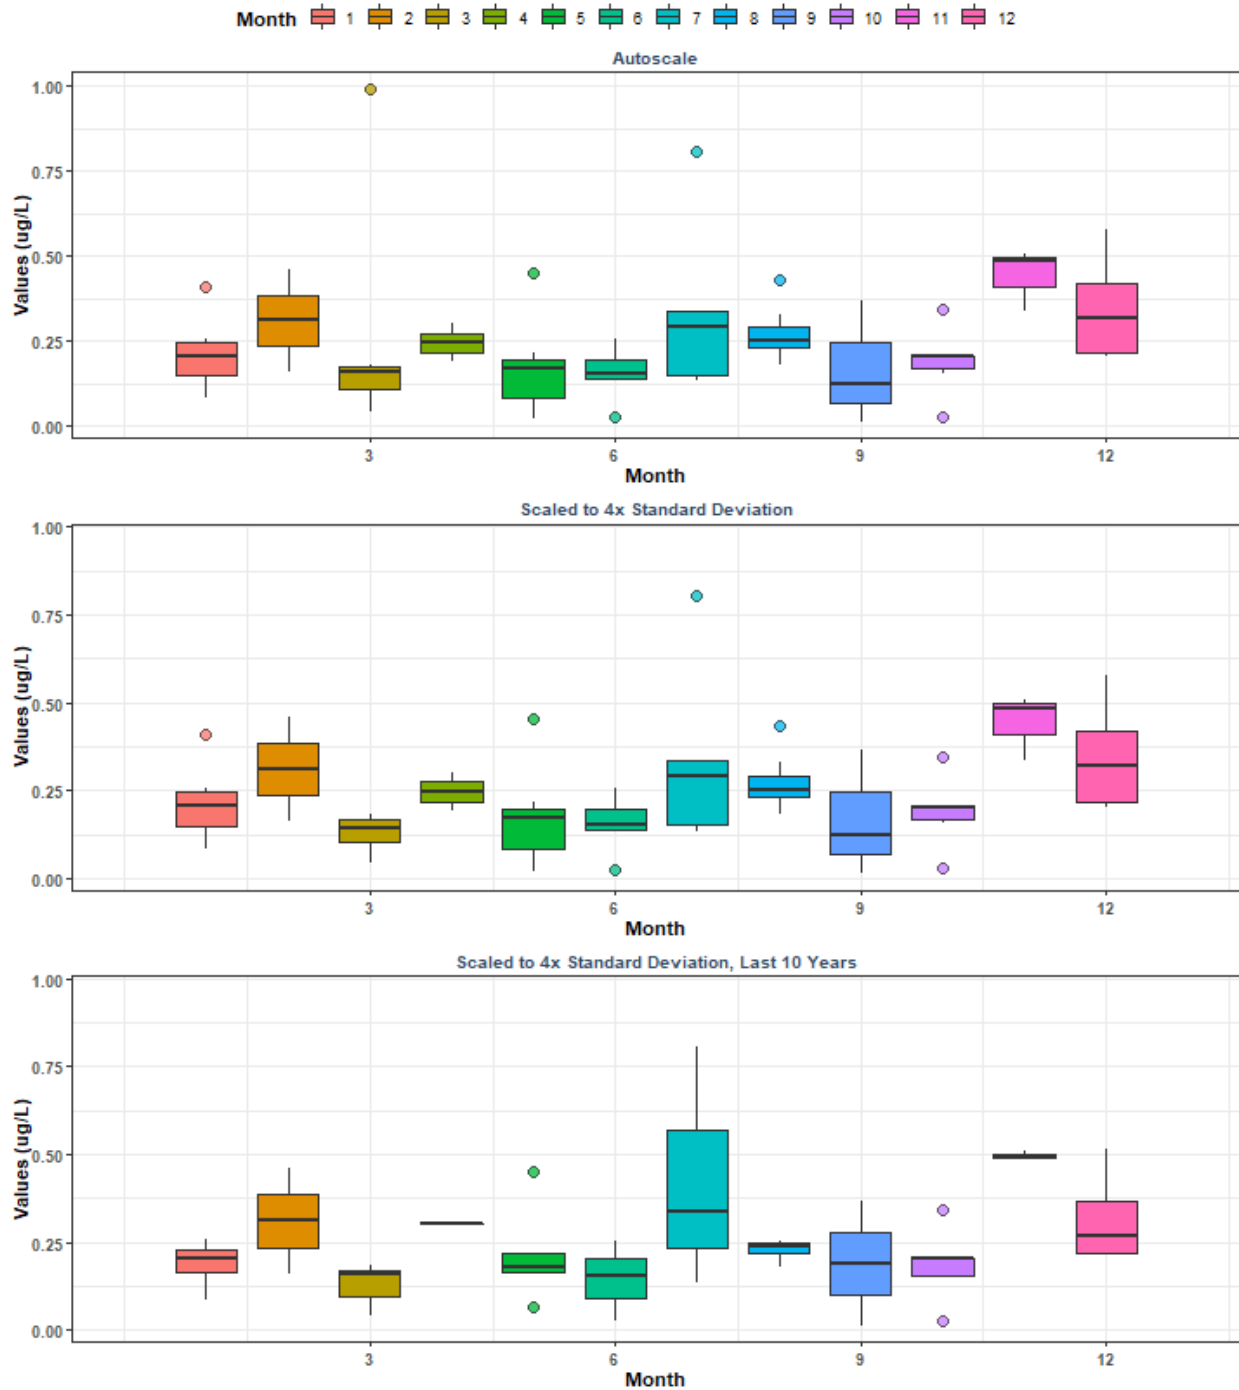 Month 1 2 3 4 5 6 7 8 9 10 11 12
Autoscale
Values (ug/L)
1.00
0.75
0.50
0.25
0.00
3 6 9 12
Month
Scaled to 4x Standard Deviation
Values (ug/L)
1.00
0.75
0.50
0.25
0.00
3 6 9 12
Month
Scaled to 4x Standard Deviation, Last 10 Years
Values (ug/L)
1.00
0.75
0.50
0.25
0.00
3 6 9 12
Month